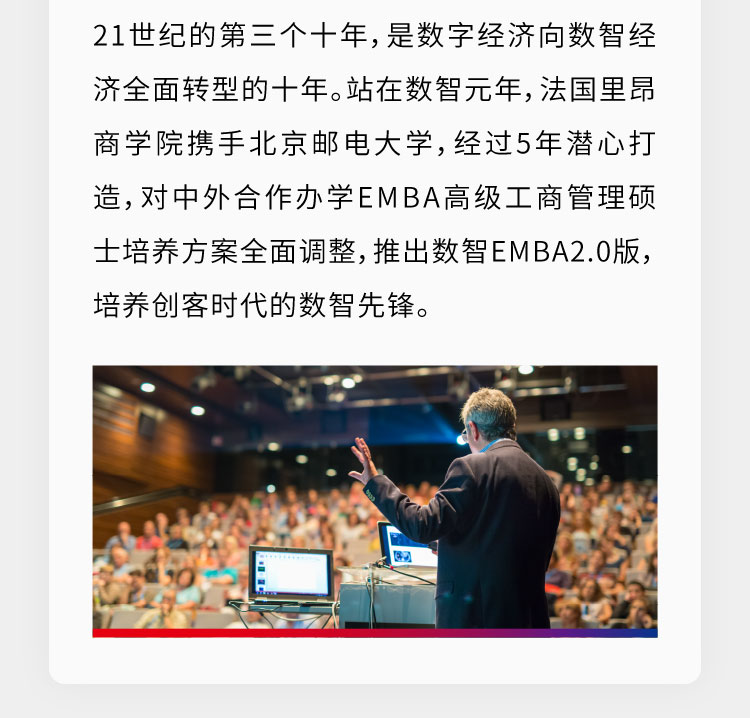 21世纪的第三个十年，是数字经济向数智经
济全面转型的十年。站在数智元年，法国里昂
商学院携手北京邮电大学，经过5年潜心打
造，对中外合作办学EMBA高级工商管理硕
士培养方案全面调整，推出数智EMBA2.0版，
培养创客时代的数智先锋。